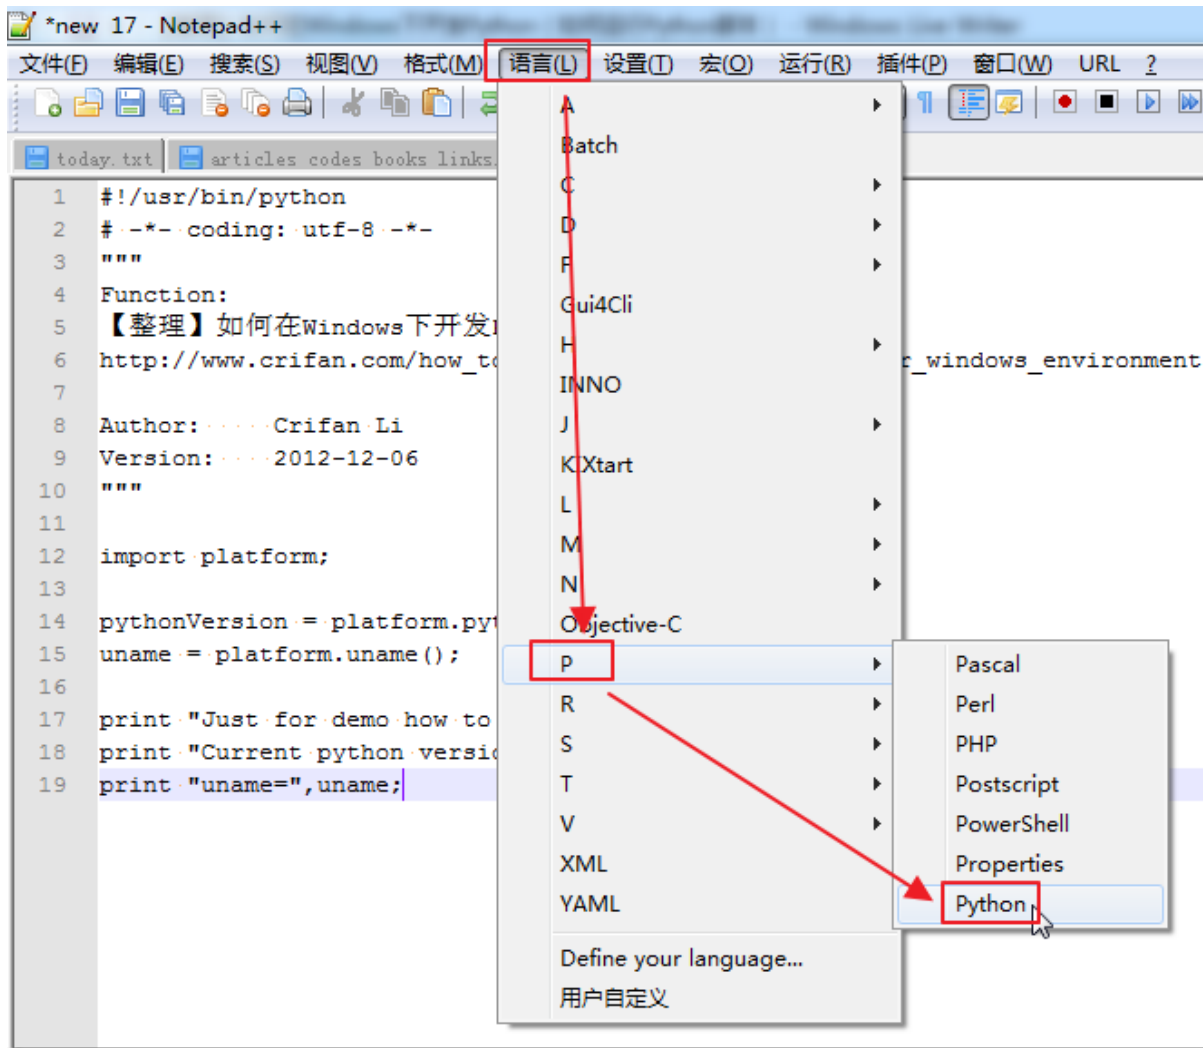 *new 17 - Notepad++
文件(F) 编辑(E) 搜索(S) 视图(V) 格式(M) 语言(L) 设置(T) 宏(O) 运行(R) 插件(P) 窗口(W) URL ?
today.txt articles codes books links.
1 #!/usr/bin/python
2 # -*- coding: utf-8 -*-
3 """
4 Function:
5 【整理】如何在Windows下开发
6 http://www.crifan.com/how_to r_windows_environment
7
8 Author: Crifan Li
9 Version: 2012-12-06
10 """
11
12 import platform;
13
14 pythonVersion = platform.pyt
15 uname = platform.uname();
16
17 print "Just for demo how to
18 print "Current python versio
19 print "uname=",uname;
A
Batch
C
D
F
Gui4Cli
H
INNO
J
KIXtart
L
M
N
Objective-C
P
R
S
T
V
XML
YAML
Define your language...
用户自定义
Pascal
Perl
PHP
Postscript
PowerShell
Properties
Python